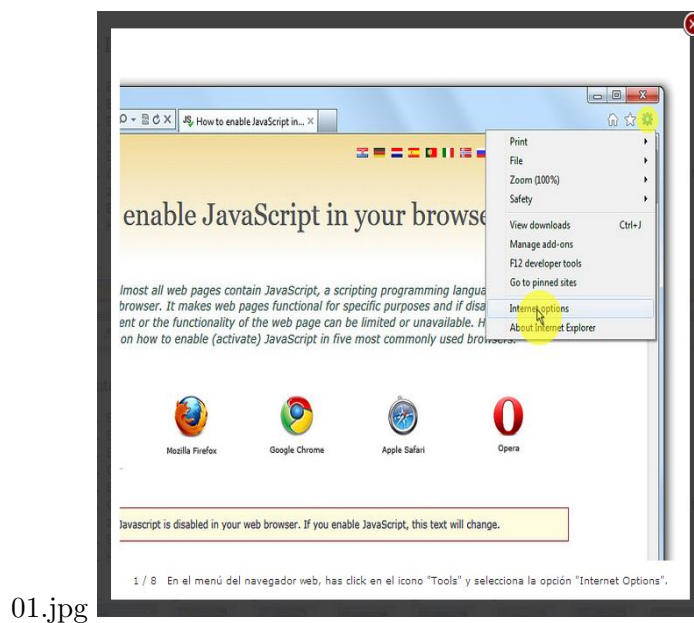 How to enable JavaScript in... ×
Print
File
Zoom (100%)
Safety
View downloads Ctrl+J
Manage add-ons
F12 developer tools
Go to pinned sites
Internet options
About Internet Explorer
enable JavaScript in your browse
lmost all web pages contain JavaScript, a scripting programming langua
browser. It makes web pages functional for specific purposes and if disa
ent or the functionality of the web page can be limited or unavailable. H
on how to enable (activate) JavaScript in five most commonly used browsers.
Mozilla Firefox
Google Chrome
Apple Safari
Opera
Javascript is disabled in your web browser. If you enable JavaScript, this text will change.
1 / 8 En el menú del navegador web, has click en el icono "Tools" y selecciona la opción "Internet Options".
01.jpg